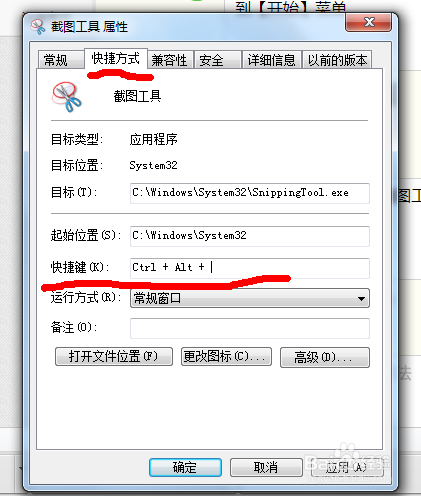 到【开始】菜单
截图工具 属性
常规 快捷方式 兼容性 安全 详细信息 以前的版本
截图工具
目标类型: 应用程序
目标位置: System32
目标(T): C:\Windows\System32\SnippingTool.exe
起始位置(S): C:\Windows\System32
快捷键(K): Ctrl + Alt +
运行方式(R): 常规窗口
备注(O):
打开文件位置(F) 更改图标(C)... 高级(D)...
确定 取消 应用(A)